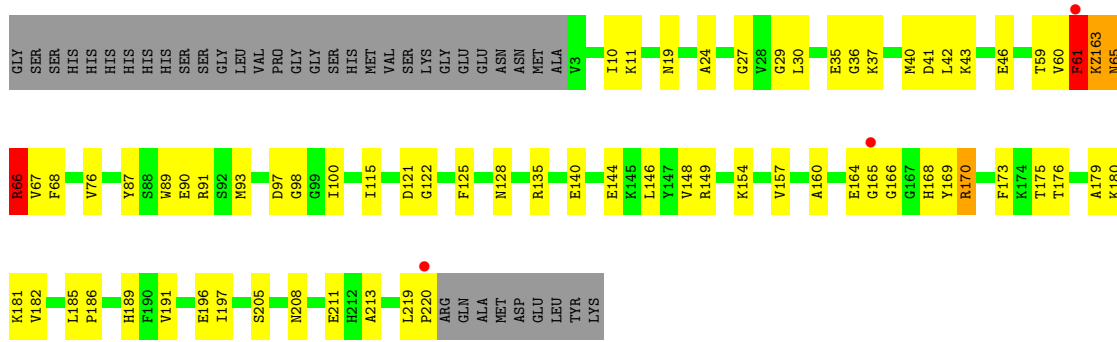 GLY SER SER HIS HIS HIS HIS HIS HIS SER SER GLY LEU VAL PRO GLY GLY SER HIS MET VAL SER LYS GLY GLU GLU ASN ASN MET ALA V3 I10 K11 N19 A24 G27 V28 G29 L30 E35 G36 K37 M40 D41 L42 K43 E46 T59 V60 F61 KZ163 N65
R66 V67 F68 V76 Y87 S88 W89 E90 R91 S92 M93 D97 G98 G99 I100 I115 D121 G122 F125 N128 R135 E140 E144 K145 L146 Y147 V148 R149 K154 V157 A160 E164 G165 G166 G167 H168 Y169 R170 F173 K174 T175 T176 A179 K180
K181 V182 L185 P186 H189 F190 V191 E196 I197 S205 N208 E211 H212 A213 L219 P220 ARG GLN ALA MET ASP GLU LEU TYR LYS